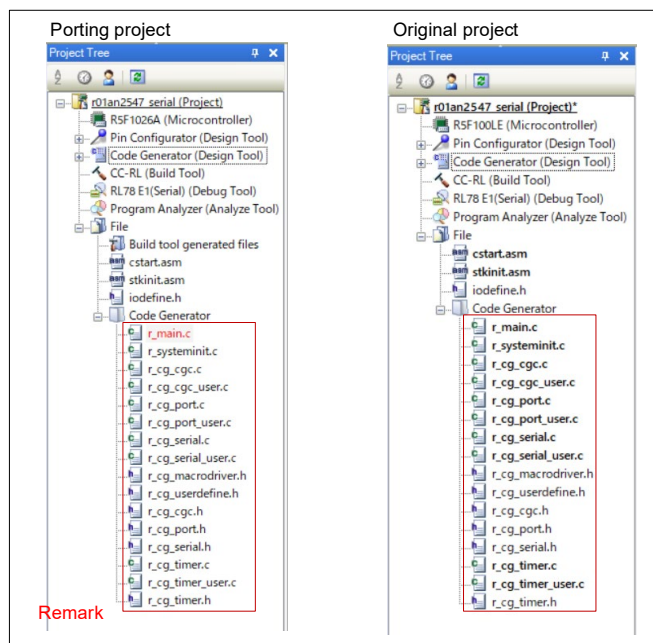 Porting project
Project Tree
r01an2547_serial (Project)
R5F1026A (Microcontroller)
Pin Configurator (Design Tool)
Code Generator (Design Tool)
CC-RL (Build Tool)
RL78 E1(Serial) (Debug Tool)
Program Analyzer (Analyze Tool)
File
Build tool generated files
cstart.asm
stkinit.asm
iodefine.h
Code Generator
r_main.c
r_systeminit.c
r_cg_cgc.c
r_cg_cgc_user.c
r_cg_port.c
r_cg_port_user.c
r_cg_serial.c
r_cg_serial_user.c
r_cg_macrodriver.h
r_cg_userdefine.h
r_cg_cgc.h
r_cg_port.h
r_cg_serial.h
r_cg_timer.c
r_cg_timer_user.c
r_cg_timer.h
Remark
Original project
Project Tree
r01an2547_serial (Project)*
R5F100LE (Microcontroller)
Pin Configurator (Design Tool)
Code Generator (Design Tool)
CC-RL (Build Tool)
RL78 E1(Serial) (Debug Tool)
Program Analyzer (Analyze Tool)
File
cstart.asm
stkinit.asm
iodefine.h
Code Generator
r_main.c
r_systeminit.c
r_cg_cgc.c
r_cg_cgc_user.c
r_cg_port.c
r_cg_port_user.c
r_cg_serial.c
r_cg_serial_user.c
r_cg_macrodriver.h
r_cg_userdefine.h
r_cg_cgc.h
r_cg_port.h
r_cg_serial.h
r_cg_timer.c
r_cg_timer_user.c
r_cg_timer.h